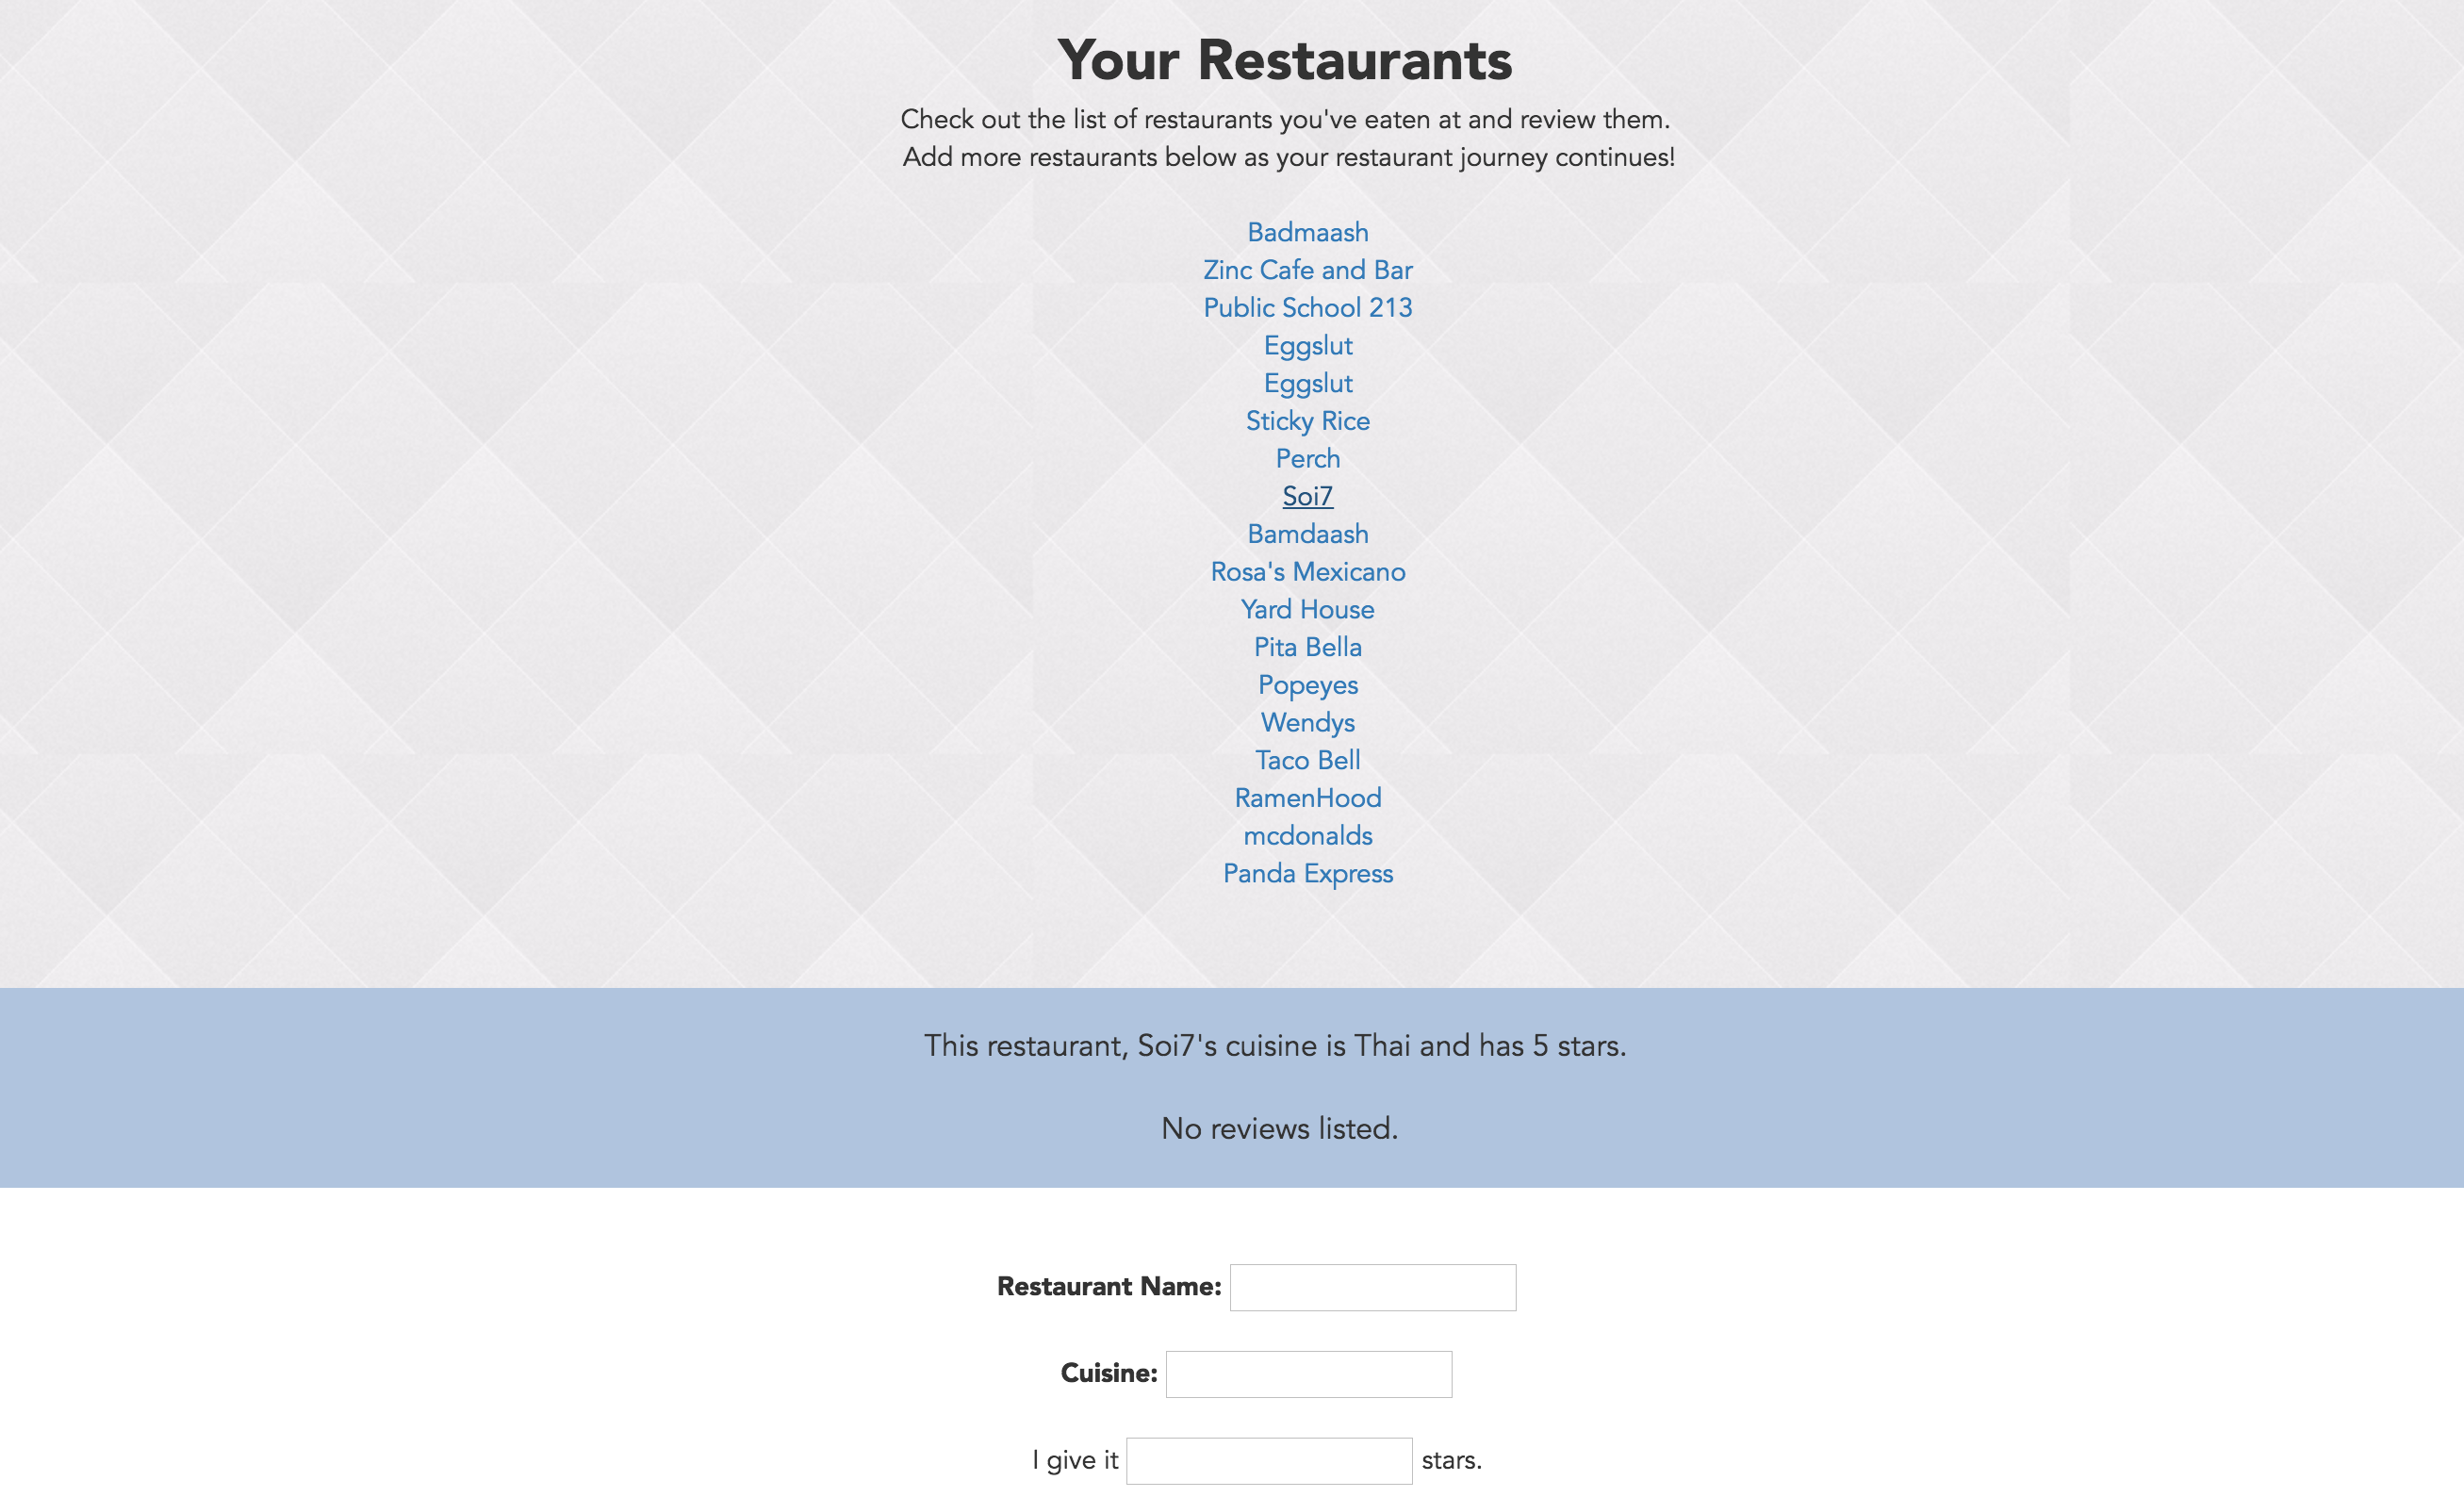 Your Restaurants
Check out the list of restaurants you've eaten at and review them.
Add more restaurants below as your restaurant journey continues!
Badmaash
Zinc Cafe and Bar
Public School 213
Eggslut
Eggslut
Sticky Rice
Perch
Soi7
Bamdaash
Rosa's Mexicano
Yard House
Pita Bella
Popeyes
Wendys
Taco Bell
RamenHood
mcdonalds
Panda Express
This restaurant, Soi7's cuisine is Thai and has 5 stars.
No reviews listed.
Restaurant Name:
Cuisine:
I give it stars.